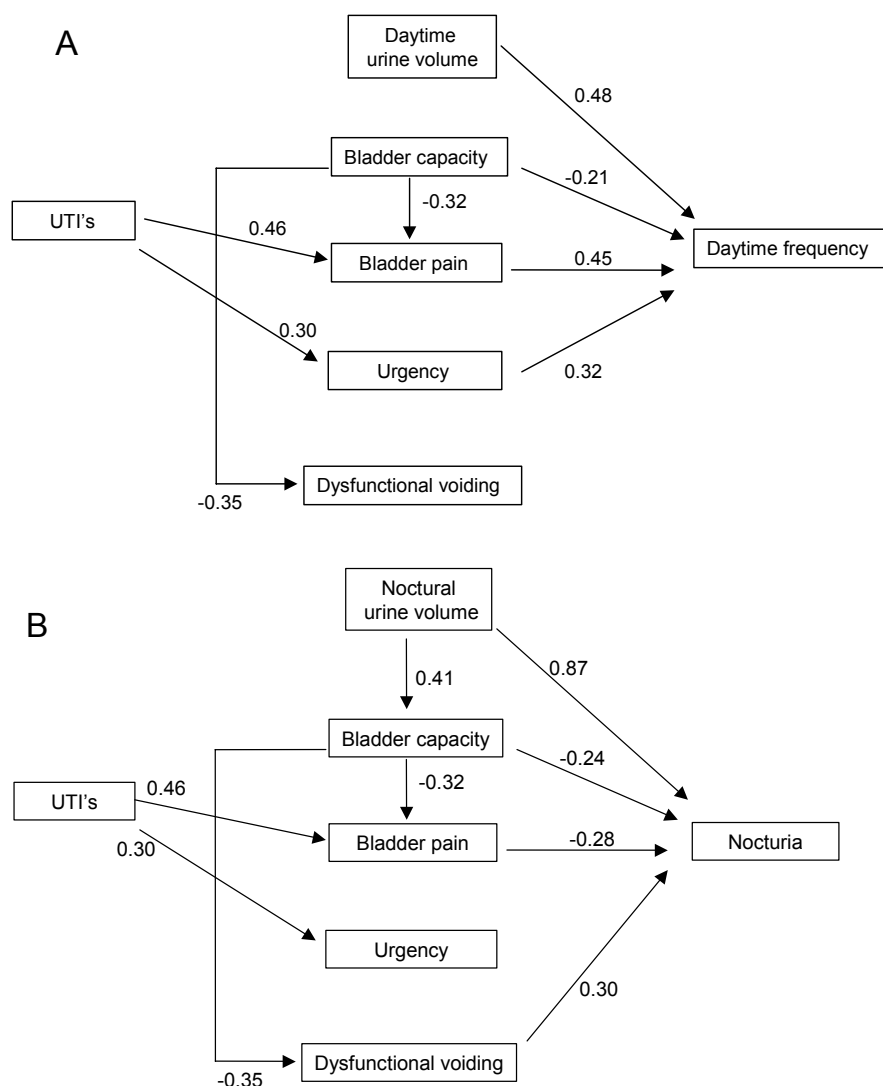 A
Daytime
urine volume
0.48
Bladder capacity
-0.21
-0.32
UTI's
0.46
Bladder pain
0.45
Daytime frequency
0.30
Urgency
0.32
Dysfunctional voiding
-0.35
B
Noctural
urine volume
0.87
0.41
Bladder capacity
-0.24
-0.32
UTI's
0.46
Bladder pain
-0.28
Nocturia
0.30
Urgency
0.30
Dysfunctional voiding
-0.35